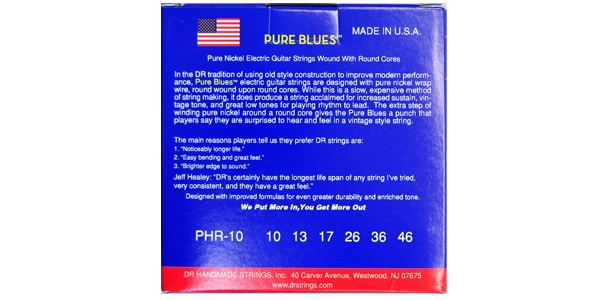 PURE BLUES™
MADE IN U.S.A.
Pure Nickel Electric Guitar Strings Wound With Round Cores
In the DR tradition of using old style construction to improve modern perform-
ance, Pure Blues™ electric guitar strings are designed with pure nickel wrap
wire, round wound upon round cores. While this is a slow, expensive method
of string making, it does produce a string acclaimed for increased sustain, vin-
tage tone, and great low tones for playing rhythm to lead. The extra step of
winding pure nickel around a round core gives the Pure Blues a punch that
players say they are surprised to hear and feel in a vintage style string.
The main reasons players tell us they prefer DR strings are:
1. “Noticeably longer life.”
2. “Easy bending and great feel.”
3. “Brighter edge to sound.”
Jeff Healey: “DR's certainly have the longest life span of any string I've tried,
very consistent, and they have a great feel.”
Designed with improved formulas for even greater durability and enriched tone.
We Put More In,You Get More Out
PHR-10 10 13 17 26 36 46
DR HANDMADE STRINGS, Inc. 40 Carver Avenue, Westwood, NJ 07675
www.drstrings.com